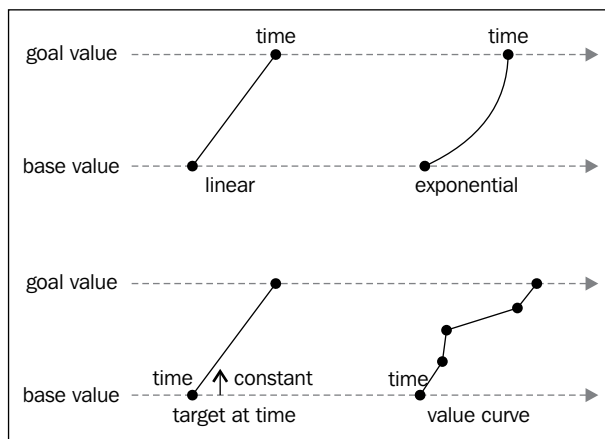 time time
goal value
base value
linear exponential
goal value
time constant time
base value
target at time value curve